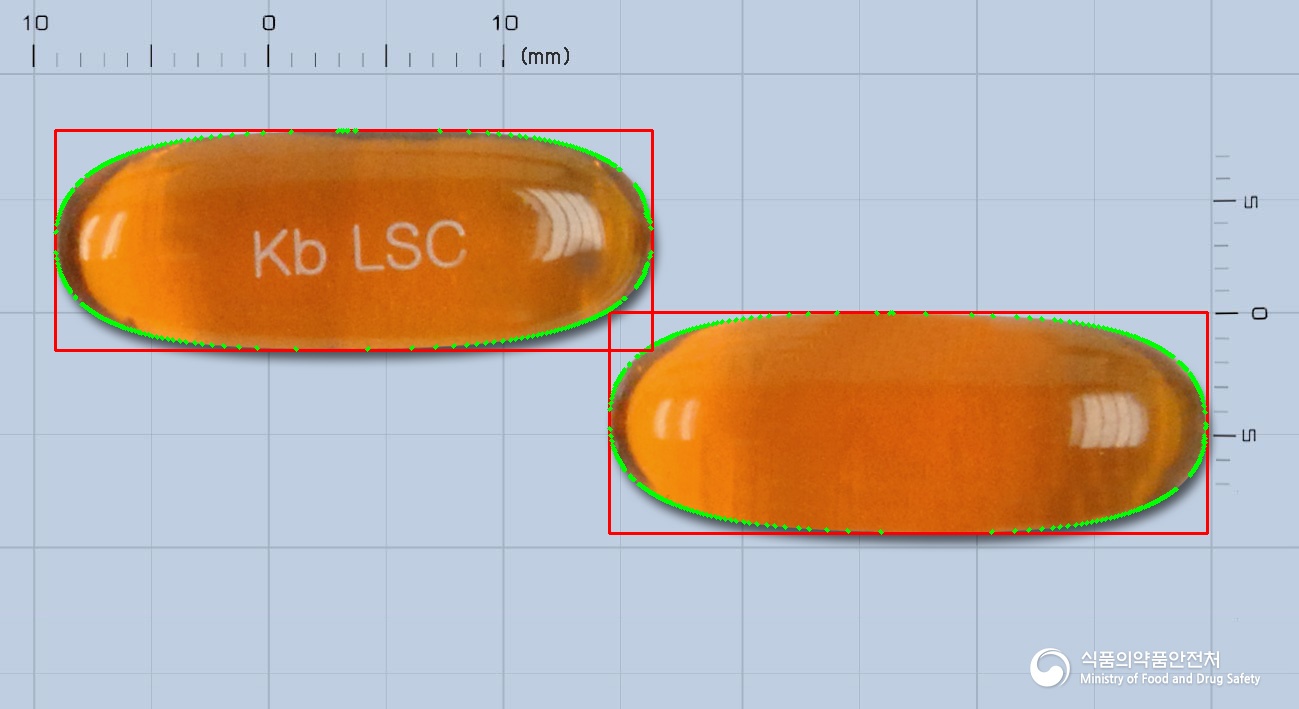 10 0 10
(mm)
Kb LSC
5
0
5
식품의약품안전처
Ministry of Food and Drug Safety